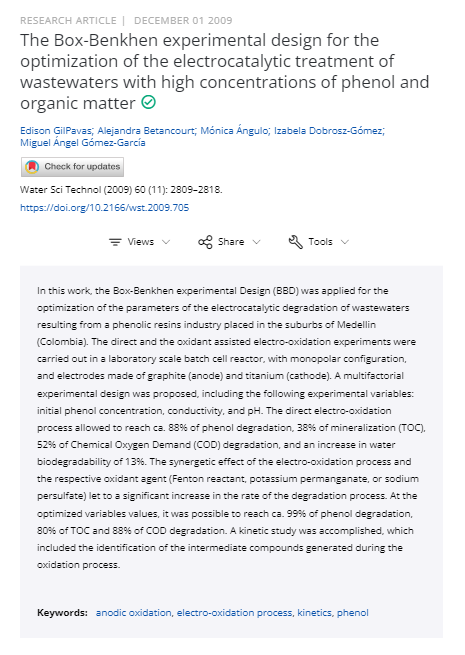 RESEARCH ARTICLE | DECEMBER 01 2009
The Box-Benkhen experimental design for the
optimization of the electrocatalytic treatment of
wastewaters with high concentrations of phenol and
organic matter
Edison GilPavas; Alejandra Betancourt; Mónica Ángulo; Izabela Dobrosz-Gómez;
Miguel Ángel Gómez-García
Check for updates
Water Sci Technol (2009) 60 (11): 2809–2818.
https://doi.org/10.2166/wst.2009.705
Views Share Tools
In this work, the Box-Benkhen experimental Design (BBD) was applied for the
optimization of the parameters of the electrocatalytic degradation of wastewaters
resulting from a phenolic resins industry placed in the suburbs of Medellin
(Colombia). The direct and the oxidant assisted electro-oxidation experiments were
carried out in a laboratory scale batch cell reactor, with monopolar configuration,
and electrodes made of graphite (anode) and titanium (cathode). A multifactorial
experimental design was proposed, including the following experimental variables:
initial phenol concentration, conductivity, and pH. The direct electro-oxidation
process allowed to reach ca. 88% of phenol degradation, 38% of mineralization (TOC),
52% of Chemical Oxygen Demand (COD) degradation, and an increase in water
biodegradability of 13%. The synergetic effect of the electro-oxidation process and
the respective oxidant agent (Fenton reactant, potassium permanganate, or sodium
persulfate) let to a significant increase in the rate of the degradation process. At the
optimized variables values, it was possible to reach ca. 99% of phenol degradation,
80% of TOC and 88% of COD degradation. A kinetic study was accomplished, which
included the identification of the intermediate compounds generated during the
oxidation process.
Keywords: anodic oxidation, electro-oxidation process, kinetics, phenol